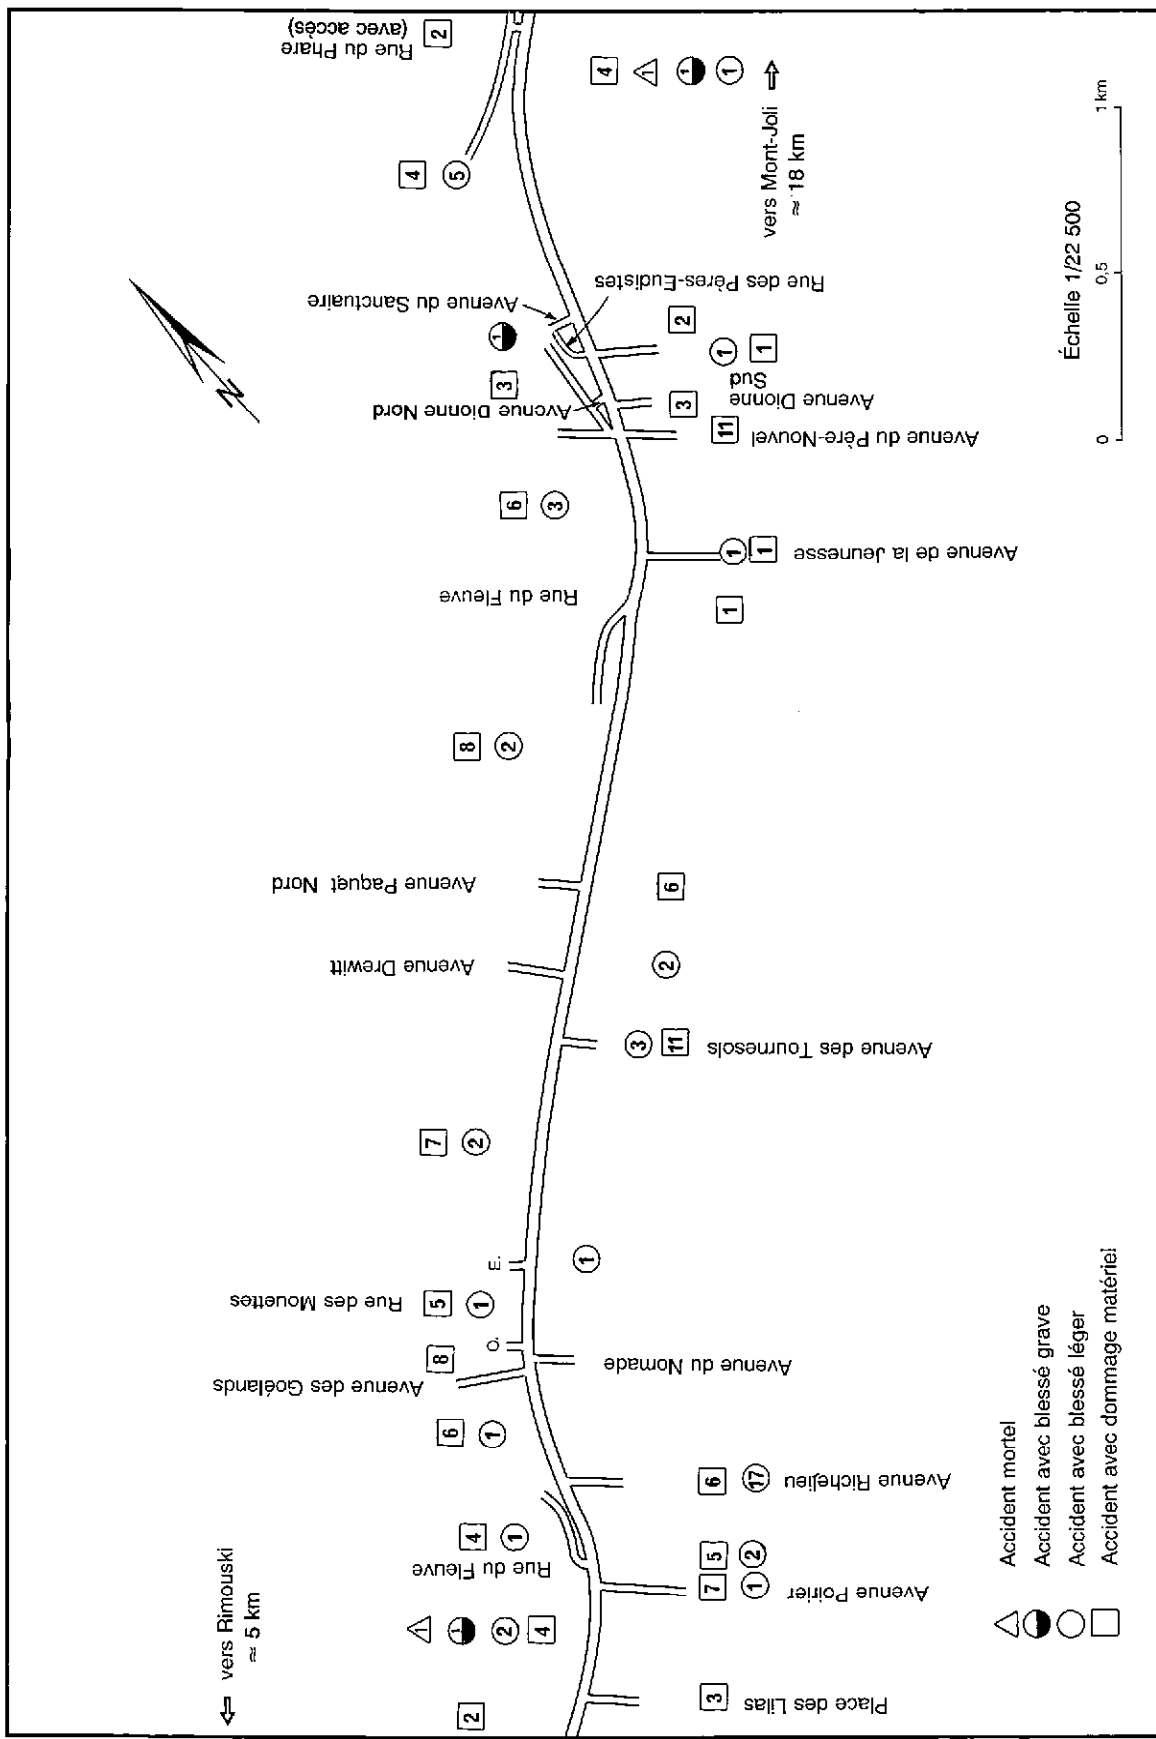 vers Rimouski
≈ 5 km
2
1
1
2
4
Rue du Fleuve
4
1
6
1
Avenue des Goélands
8
O.
Rue des Mouettes
5
1
E.
7
2
Avenue Drewitt
Avenue Paquet Nord
8
2
Rue du Fleuve
6
3
Avenue Dionne Nord
3
1
Avenue du Sanctuaire
4
5
Rue du Phare
(avec accès)
2
N
Place des Lilas
3
Avenue Poirier
7
1
5
2
Avenue Richelieu
6
17
Avenue du Nomade
1
Avenue des Tournesols
3
11
2
6
1
Avenue de la Jeunesse
1
1
Avenue du Père-Nouvel
11
Avenue Dionne
Sud
3
1
1
2
Rue des Pères-Eudistes
4
1
1
1
vers Mont-Joli
≈ 18 km
Accident mortel
Accident avec blessé grave
Accident avec blessé léger
Accident avec dommage matériel
Échelle 1/22 500
0
0,5
1 km